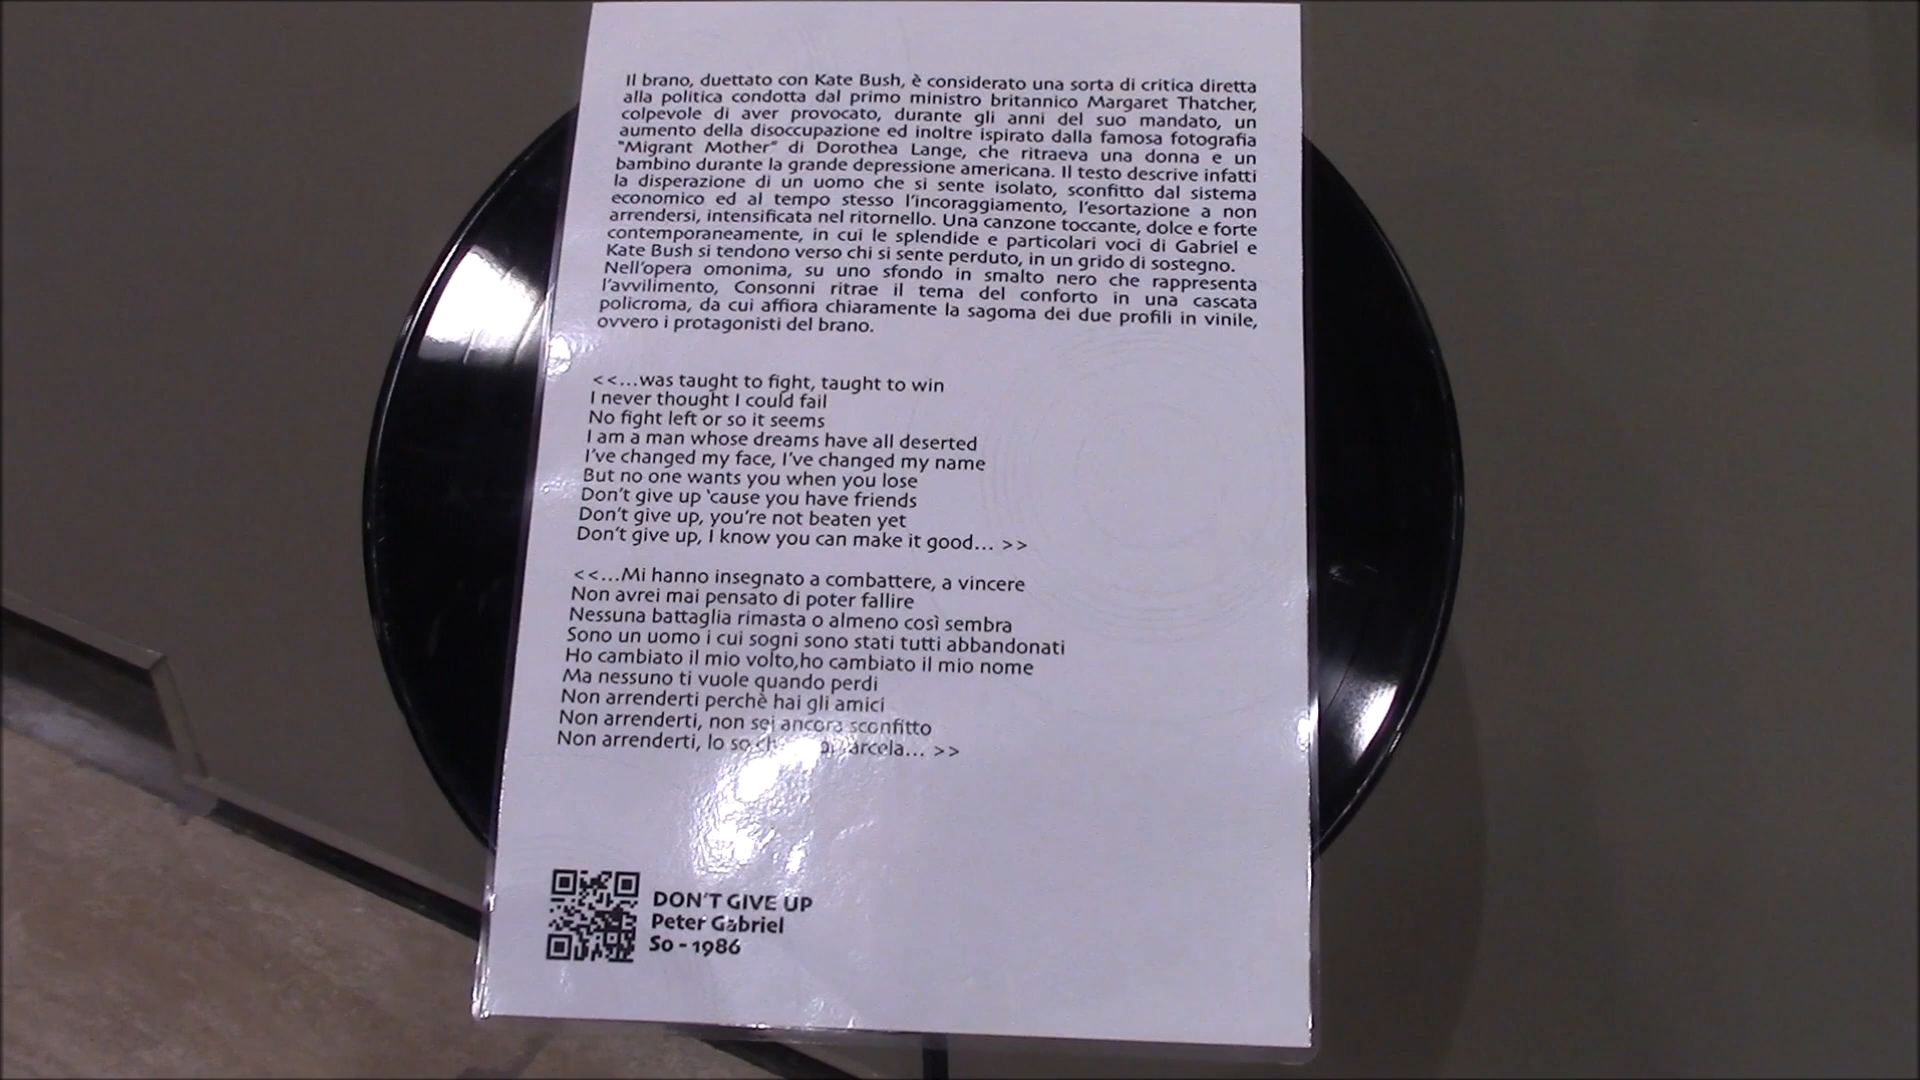 Il brano, duettato con Kate Bush, è considerato una sorta di critica diretta
alla politica condotta dal primo ministro britannico Margaret Thatcher,
colpevole di aver provocato, durante gli anni del suo mandato, un
aumento della disoccupazione ed inoltre ispirato dalla famosa fotografia
"Migrant Mother" di Dorothea Lange, che ritraeva una donna e un
bambino durante la grande depressione americana. Il testo descrive infatti
la disperazione di un uomo che si sente isolato, sconfitto dal sistema
economico ed al tempo stesso l'incoraggiamento, l'esortazione a non
arrendersi, intensificata nel ritornello. Una canzone toccante, dolce e forte
contemporaneamente, in cui le splendide e particolari voci di Gabriel e
Kate Bush si tendono verso chi si sente perduto, in un grido di sostegno.
Nell'opera omonima, su uno sfondo in smalto nero che rappresenta
l'avvilimento, Consonni ritrae il tema del conforto in una cascata
policroma, da cui affiora chiaramente la sagoma dei due profili in vinile,
ovvero i protagonisti del brano.
<<...was taught to fight, taught to win
I never thought I could fail
No fight left or so it seems
I am a man whose dreams have all deserted
I've changed my face, I've changed my name
But no one wants you when you lose
Don't give up 'cause you have friends
Don't give up, you're not beaten yet
Don't give up, I know you can make it good... >>
<<...Mi hanno insegnato a combattere, a vincere
Non avrei mai pensato di poter fallire
Nessuna battaglia rimasta o almeno così sembra
Sono un uomo i cui sogni sono stati tutti abbandonati
Ho cambiato il mio volto,ho cambiato il mio nome
Ma nessuno ti vuole quando perdi
Non arrenderti perchè hai gli amici
Non arrenderti, non sei ancora sconfitto
Non arrenderti, lo so ... >>
DON'T GIVE UP
Peter Gabriel
So - 1986